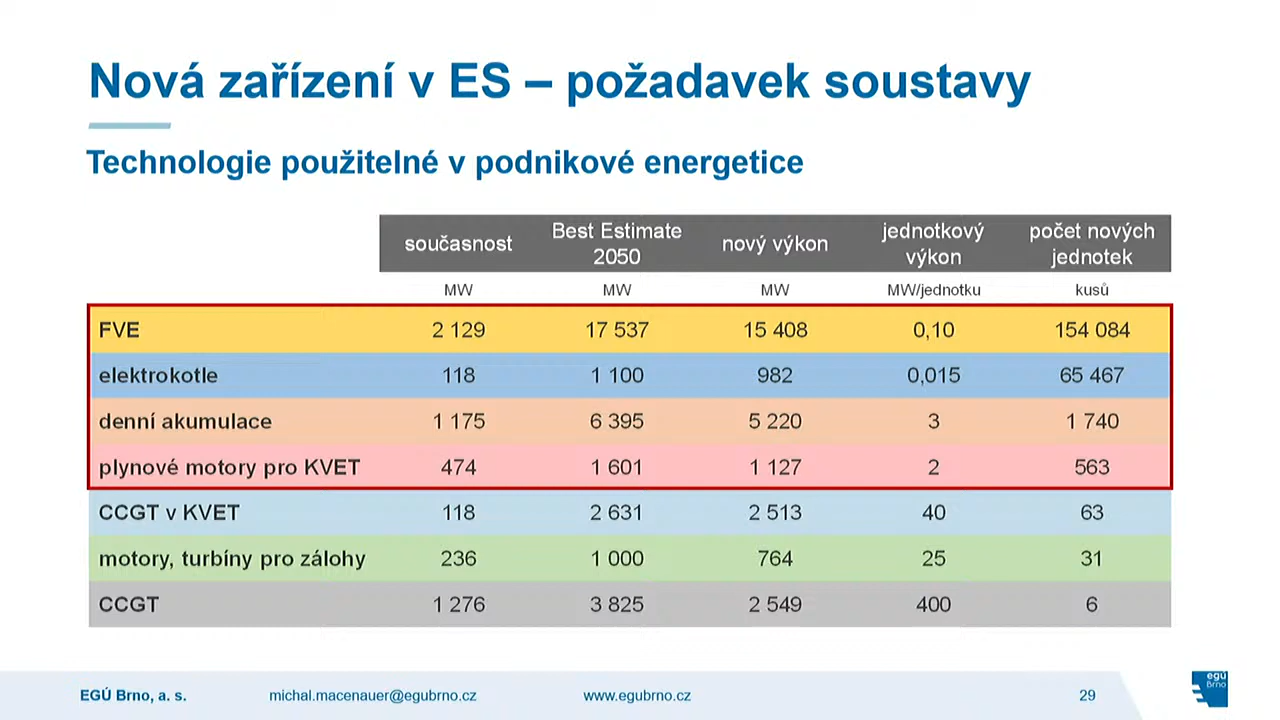 Nová zařízení v ES – požadavek soustavy
Technologie použitelné v podnikové energetice
současnost Best Estimate 2050 nový výkon jednotkový výkon počet nových jednotek
MW MW MW MW/jednotku kusů
FVE 2 129 17 537 15 408 0,10 154 084
elektrokotle 118 1 100 982 0,015 65 467
denní akumulace 1 175 6 395 5 220 3 1 740
plynové motory pro KVET 474 1 601 1 127 2 563
CCGT v KVET 118 2 631 2 513 40 63
motory, turbíny pro zálohy 236 1 000 764 25 31
CCGT 1 276 3 825 2 549 400 6
EGÚ Brno, a. s. michal.macenauer@egubrno.cz www.egubrno.cz 29
egú
Brno